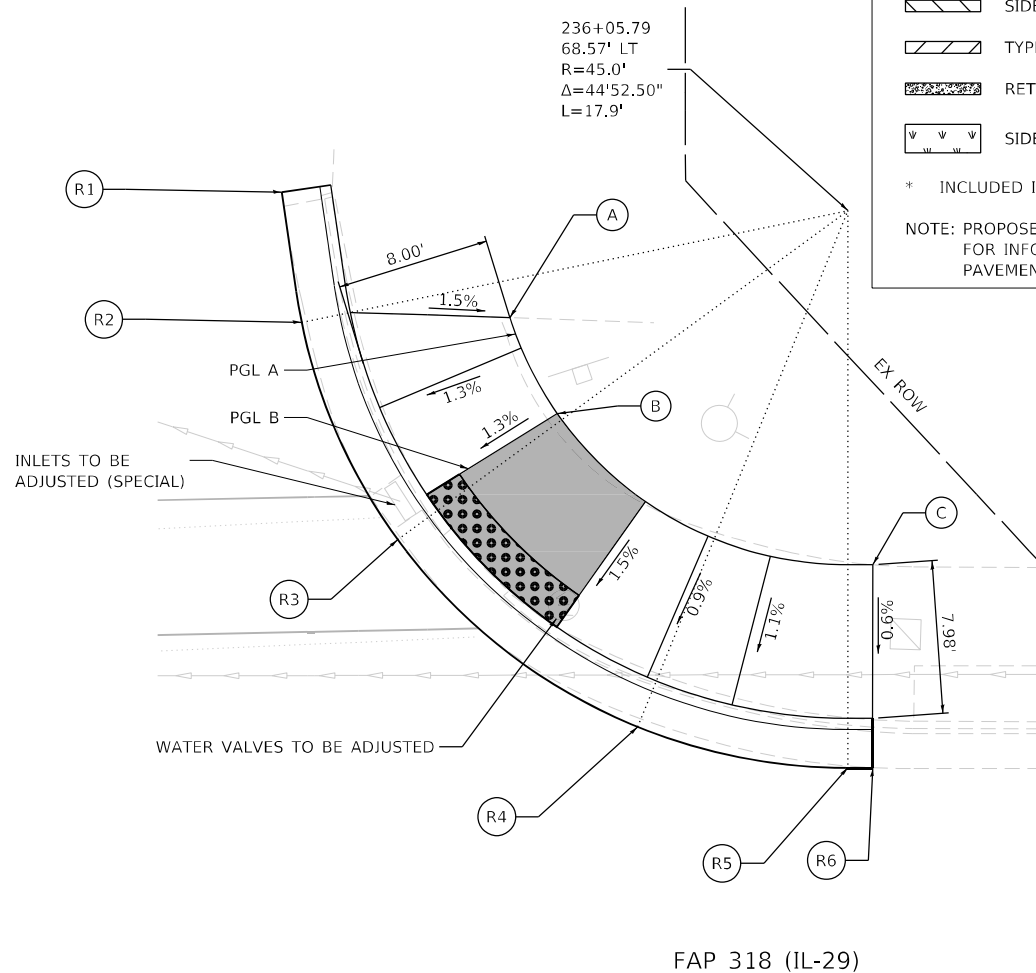 236+05.79
68.57' LT
R=45.0'
Δ=44'52.50"
L=17.9'
SIDE
TYPE
RET
SIDE
* INCLUDED I
NOTE: PROPOSE
FOR INFO
PAVEMEN
R1
A
8.00'
1.5%
R2
PGL A
1.3%
EX ROW
B
PGL B
1.3%
INLETS TO BE
ADJUSTED (SPECIAL)
C
1.5%
R3
0.9%
1.1%
0.9%
7.98'
WATER VALVES TO BE ADJUSTED
R4
R5
R6
FAP 318 (IL-29)